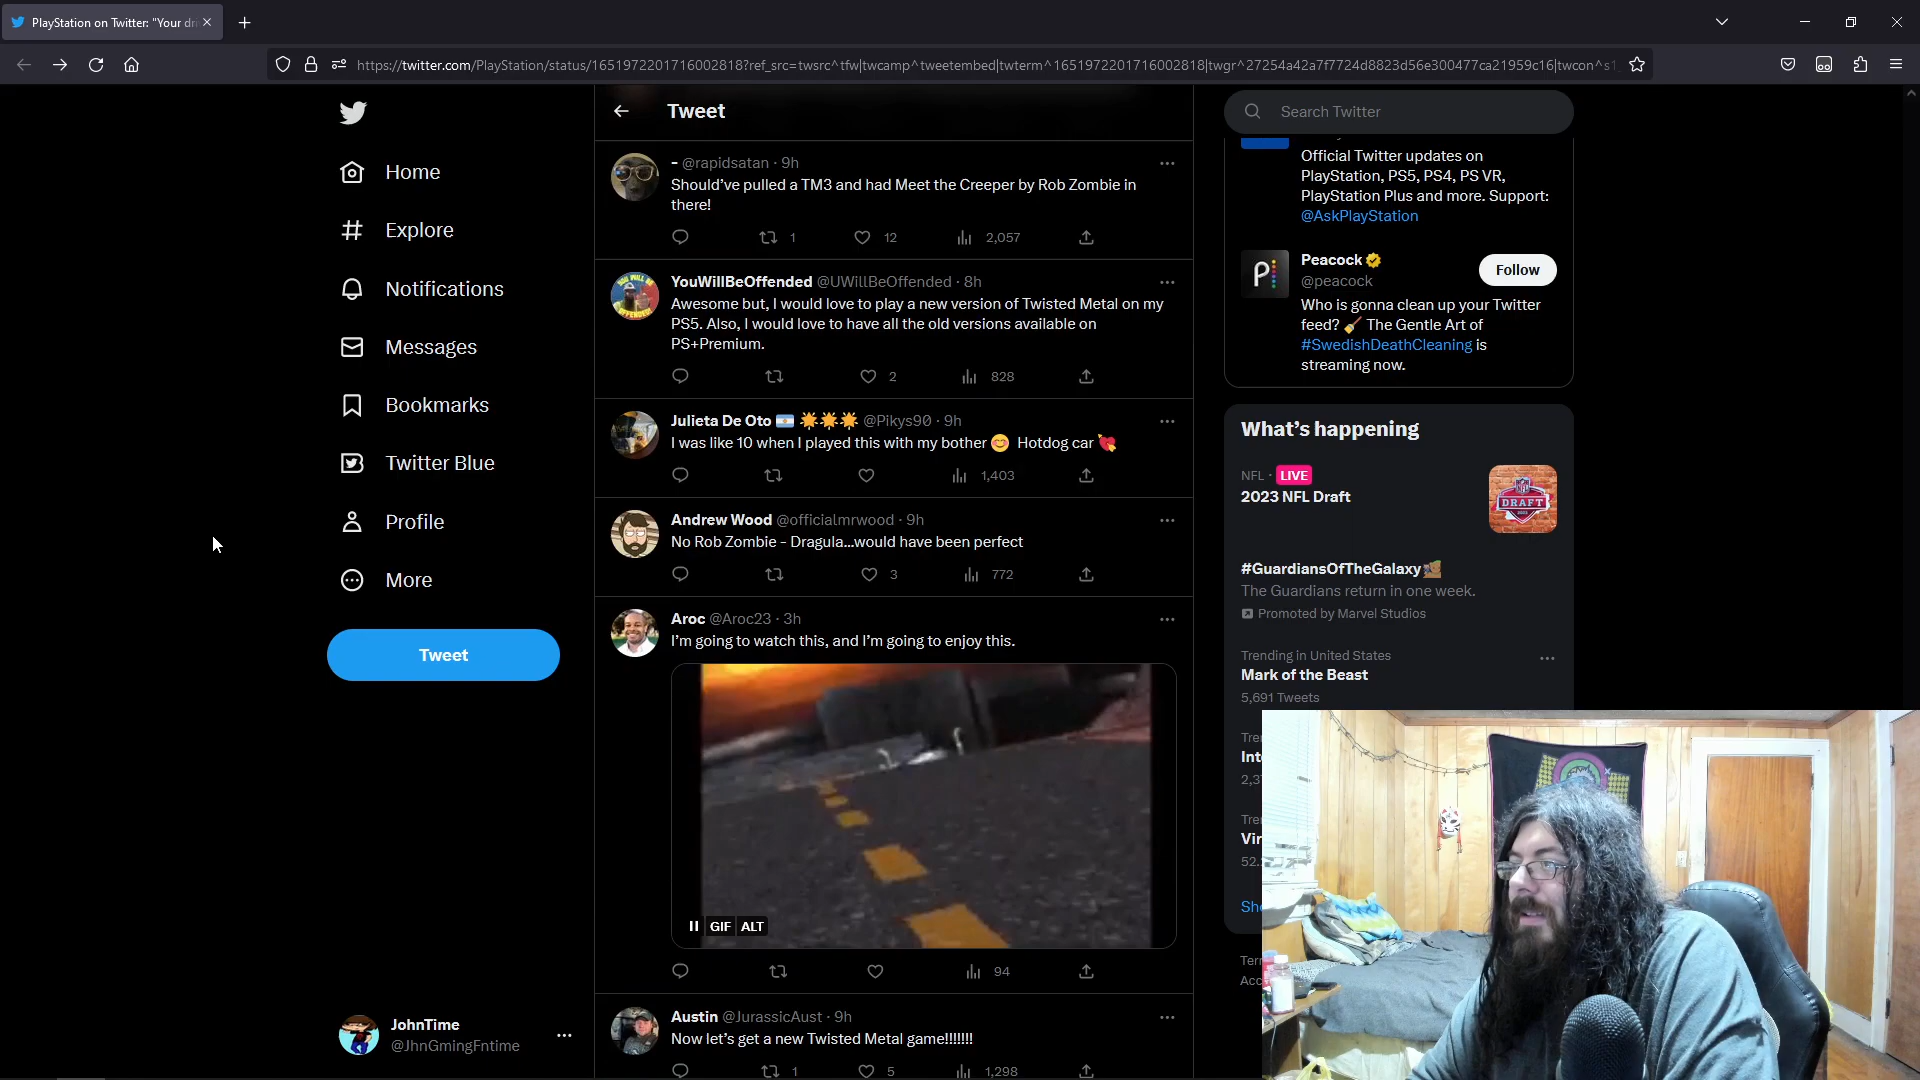 PlayStation on Twitter: "Your dri
https://twitter.com/PlayStation/status/1651972201716002818?ref_src=twsrc^tfw|twcamp^tweetembed|twterm^1651972201716002818|twgr^27254a42a7f7724d8823d56e300477ca21959c16|twcon^s1
Home
Explore
Notifications
Messages
Bookmarks
Twitter Blue
Profile
More
Tweet
JohnTime
@JhnGmingFntime
Tweet
- @rapidsatan · 9h
Should've pulled a TM3 and had Meet the Creeper by Rob Zombie in
there!
1 12 2,057
YouWillBeOffended @UWillBeOffended · 8h
Awesome but, I would love to play a new version of Twisted Metal on my
PS5. Also, I would love to have all the old versions available on
PS+Premium.
2 828
Julieta De Oto 🇦🇷 🌟🌟🌟 @Pikys90 · 9h
I was like 10 when I played this with my bother 😊 Hotdog car 💘
1,403
Andrew Wood @officialmrwood · 9h
No Rob Zombie - Dragula...would have been perfect
3 772
Aroc @Aroc23 · 3h
I'm going to watch this, and I'm going to enjoy this.
GIF ALT
94
Austin @JurassicAust · 9h
Now let's get a new Twisted Metal game!!!!!!!
1 5 1,298
Search Twitter
Official Twitter updates on
PlayStation, PS5, PS4, PS VR,
PlayStation Plus and more. Support:
@AskPlayStation
Peacock
@peacock
Follow
Who is gonna clean up your Twitter
feed? 🧹 The Gentle Art of
#SwedishDeathCleaning is
streaming now.
What's happening
NFL · LIVE
2023 NFL Draft
DRAFT
#GuardiansOfTheGalaxy
The Guardians return in one week.
Promoted by Marvel Studios
Trending in United States
Mark of the Beast
5,691 Tweets
Tre
Int
2,3
Tre
Vir
52.
Sho
Ter
Acc